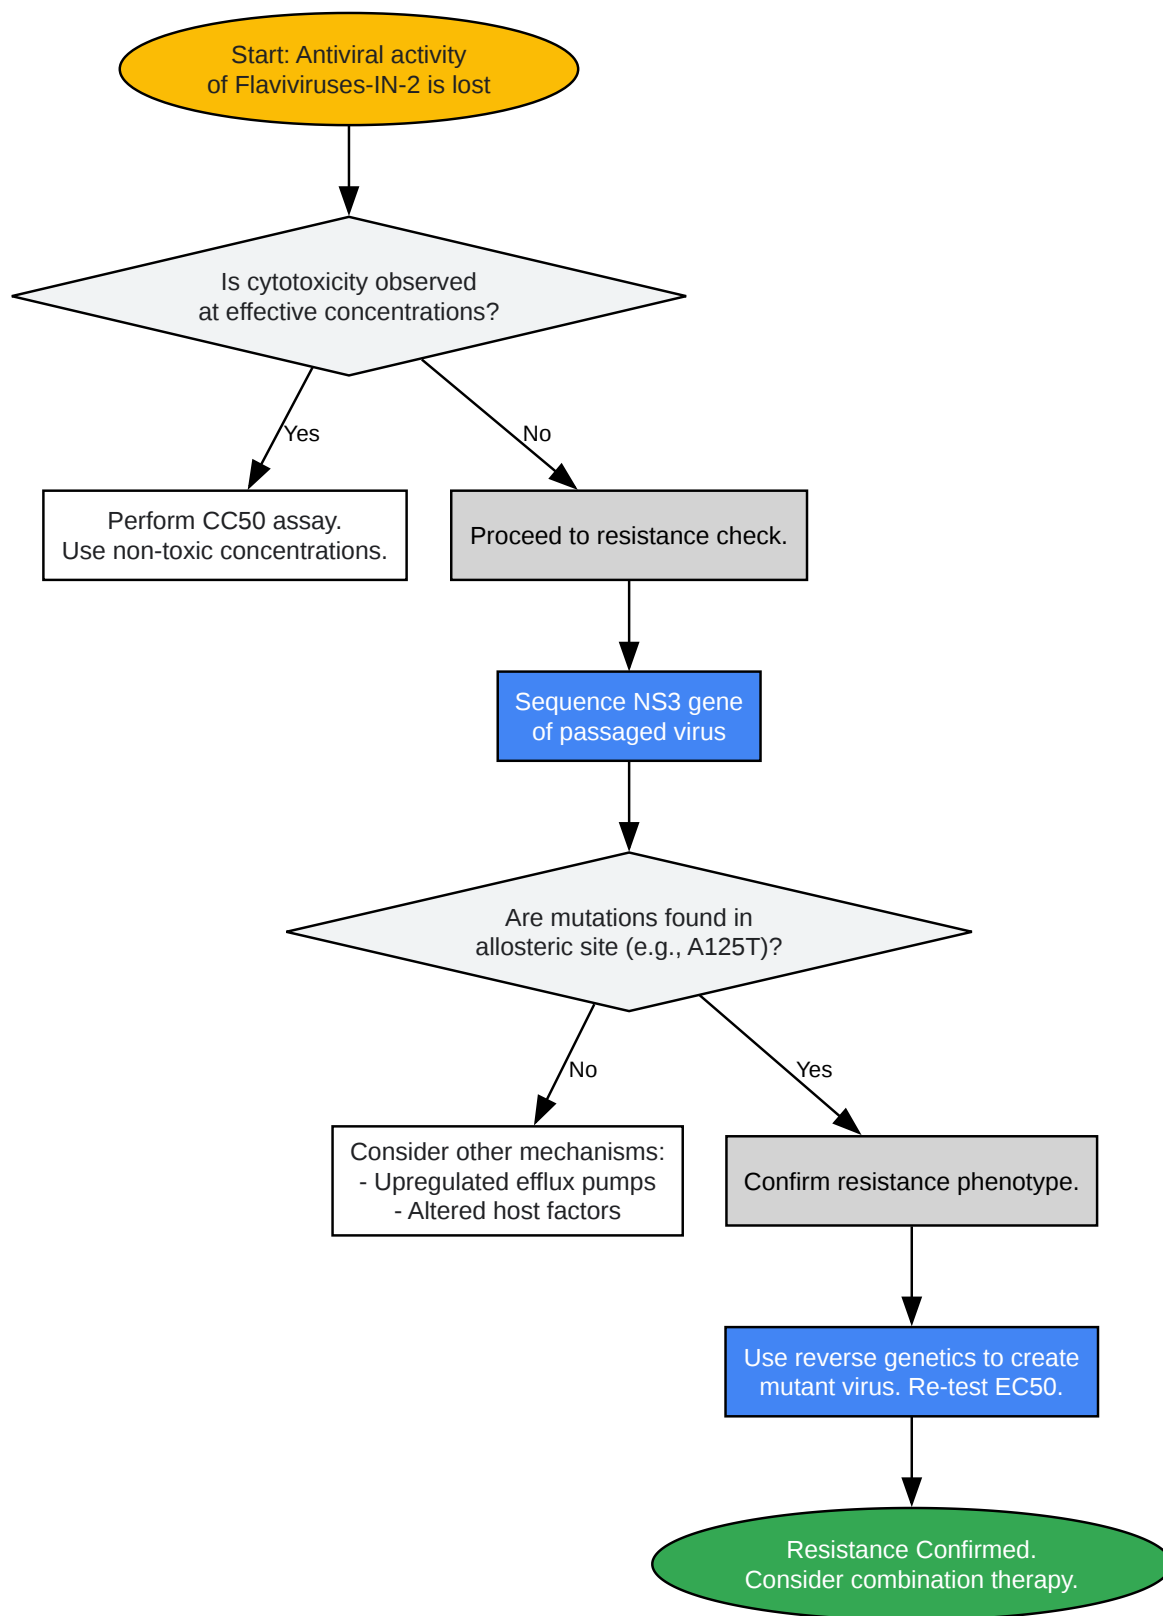 Start: Antiviral activity
of Flaviviruses-IN-2 is lost
Is cytotoxicity observed
at effective concentrations?
Yes
No
Perform CC50 assay.
Use non-toxic concentrations.
Proceed to resistance check.
Sequence NS3 gene
of passaged virus
Are mutations found in
allosteric site (e.g., A125T)?
No
Yes
Consider other mechanisms:
- Upregulated efflux pumps
- Altered host factors
Confirm resistance phenotype.
Use reverse genetics to create
mutant virus. Re-test EC50.
Resistance Confirmed.
Consider combination therapy.